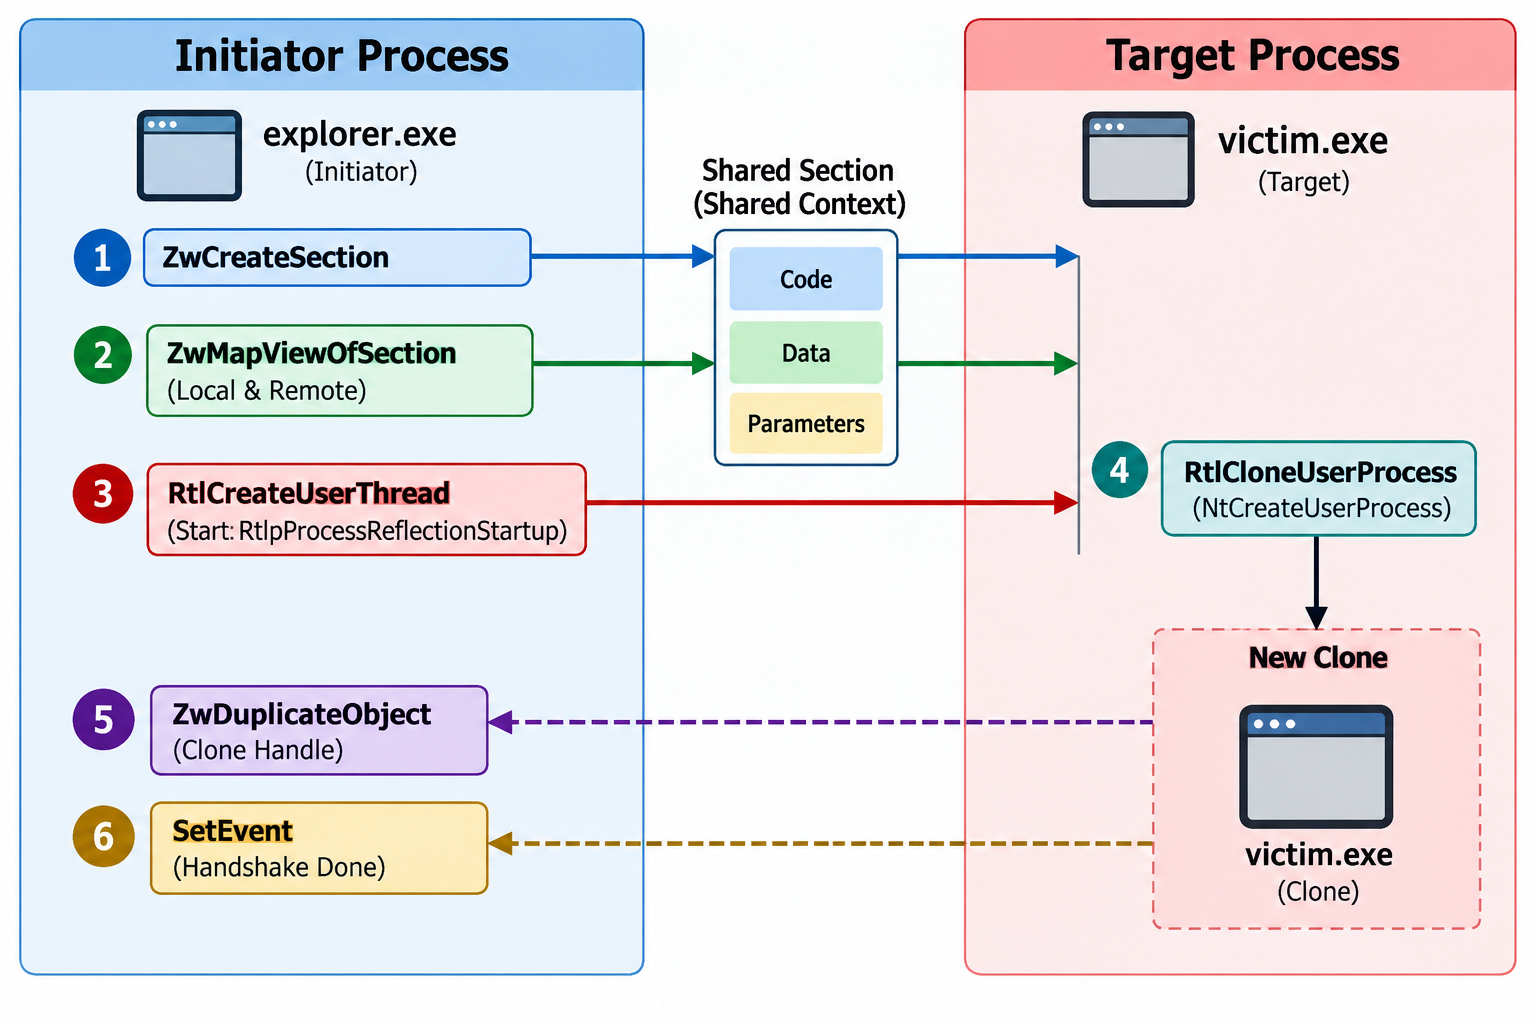 Initiator Process
explorer.exe
(Initiator)
1
ZwCreateSection
2
ZwMapViewOfSection
(Local & Remote)
3
RtlCreateUserThread
(Start: RtlpProcessReflectionStartup)
5
ZwDuplicateObject
(Clone Handle)
6
SetEvent
(Handshake Done)
Shared Section
(Shared Context)
Code
Data
Parameters
Target Process
victim.exe
(Target)
4
RtlCloneUserProcess
(NtCreateUserProcess)
New Clone
victim.exe
(Clone)